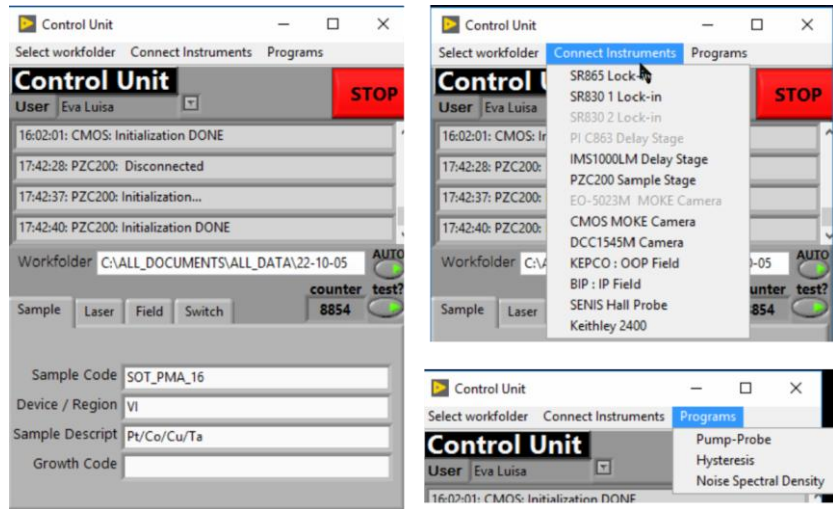 Control Unit
Select workfolder Connect Instruments Programs
Control Unit
User Eva Luisa
STOP
16:02:01: CMOS: Initialization DONE
17:42:28: PZC200: Disconnected
17:42:37: PZC200: Initialization...
17:42:40: PZC200: Initialization DONE
Workfolder C:\ALL_DOCUMENTS\ALL_DATA\22-10-05 AUTO
counter test?
8854
Sample Laser Field Switch
Sample Code SOT_PMA_16
Device / Region VI
Sample Descript Pt/Co/Cu/Ta
Growth Code
Control Unit
Select workfolder Connect Instruments Programs
Control U
User Eva Luisa
STOP
16:02:01: CMOS: Ir
17:42:28: PZC200:
17:42:37: PZC200:
17:42:40: PZC200:
Workfolder C:\A
0-05 AUTO
unter test?
854
Sample Laser
SR865 Lock-in
SR830 1 Lock-in
SR830 2 Lock-in
PI C863 Delay Stage
IMS1000LM Delay Stage
PZC200 Sample Stage
EO-5023M MOKE Camera
CMOS MOKE Camera
DCC1545M Camera
KEPCO : OOP Field
BIP : IP Field
SENIS Hall Probe
Keithley 2400
Control Unit
Select workfolder Connect Instruments Programs
Control Unit
User Eva Luisa
16:02:01: CMOS: Initialization DONE
Pump-Probe
Hysteresis
Noise Spectral Density